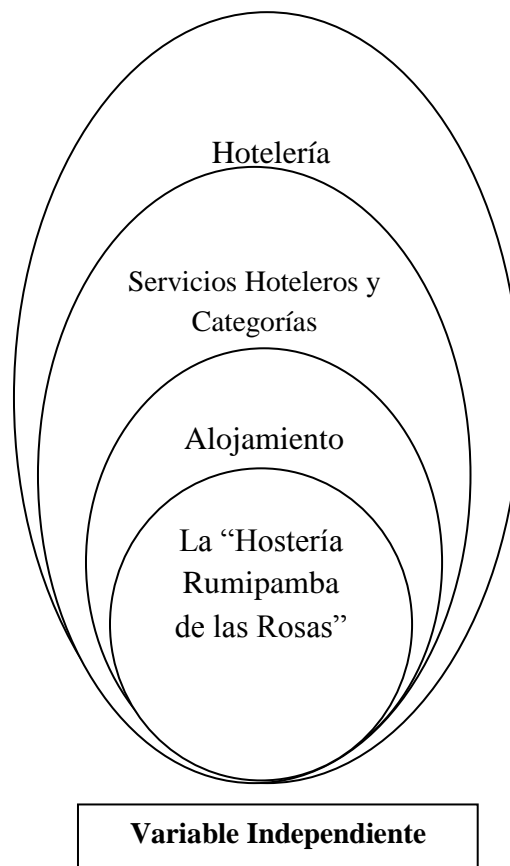 Hotelería
Servicios Hoteleros y
Categorías
Alojamiento
La “Hostería
Rumipamba
de las Rosas”
Variable Independiente